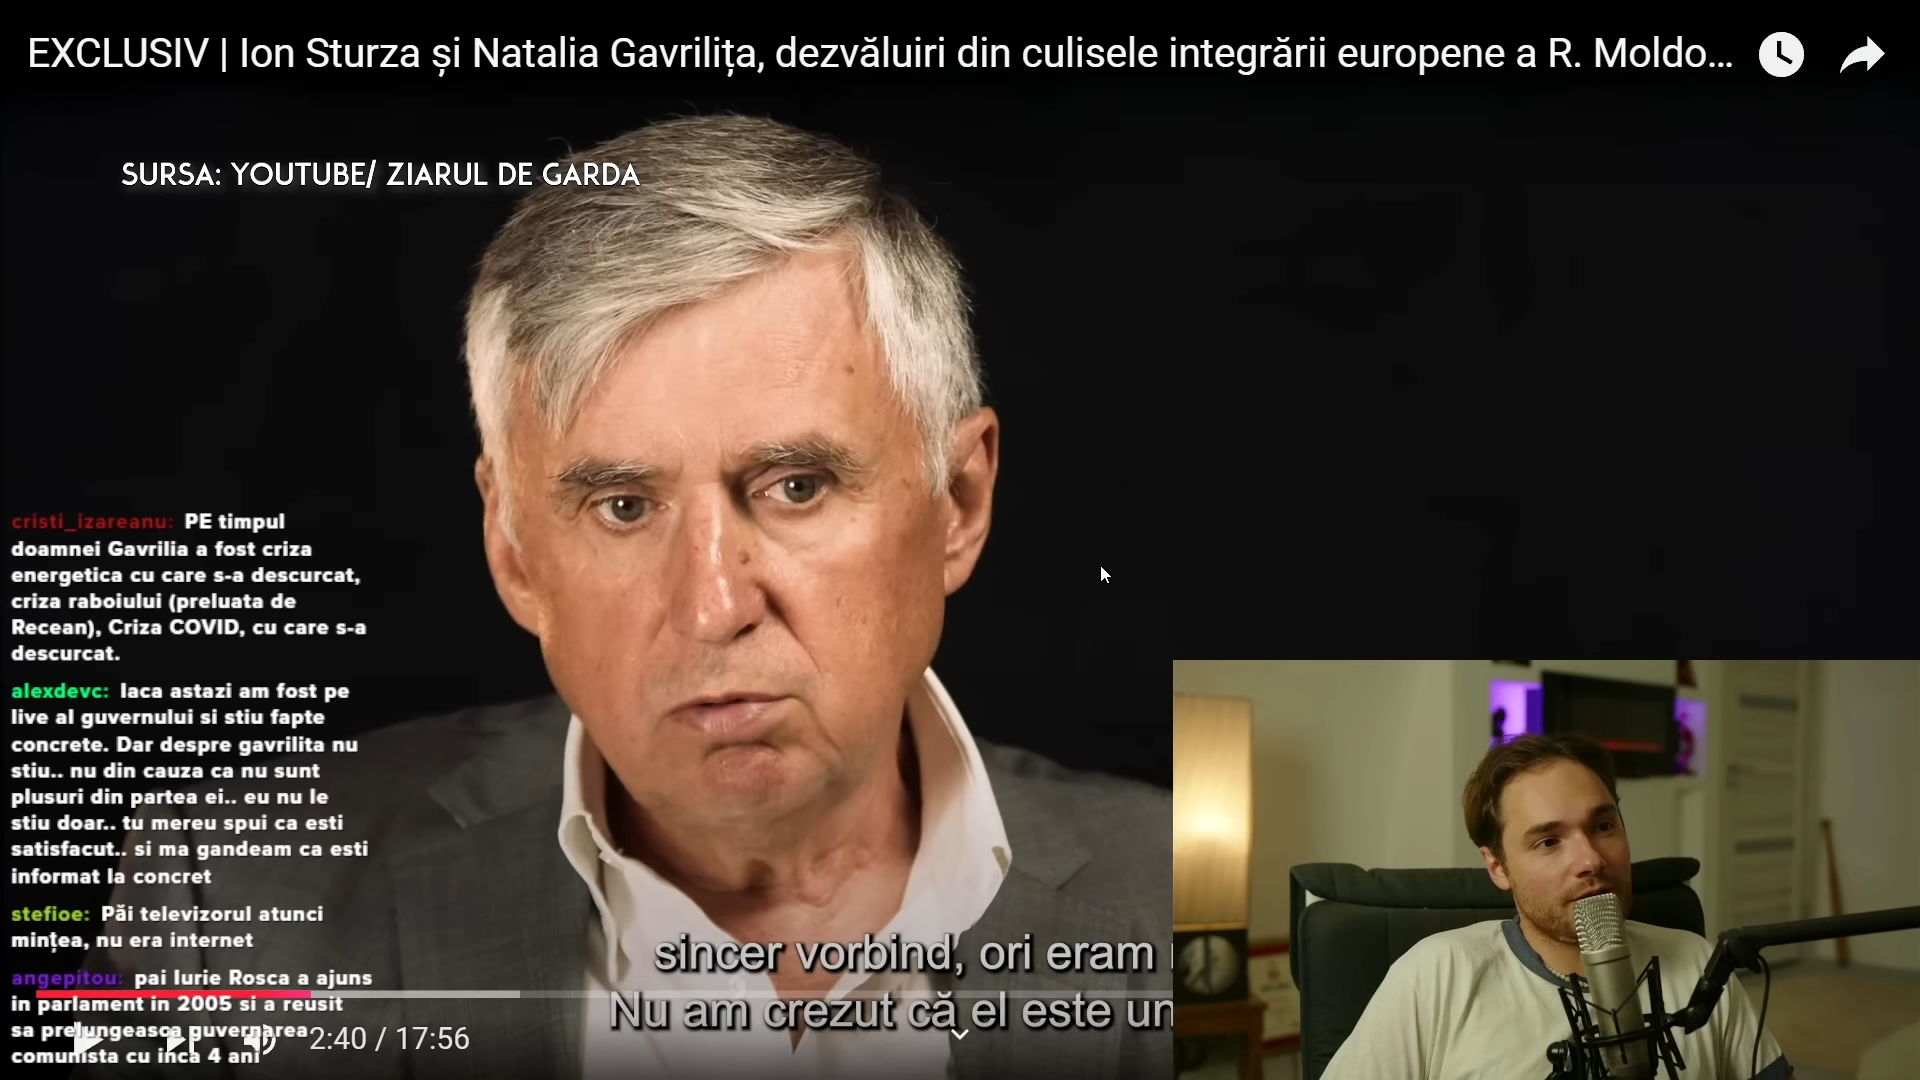 EXCLUSIV | Ion Sturza și Natalia Gavrilița, dezvăluiri din culisele integrării europene a R. Moldo...
SURSA: YOUTUBE/ ZIARUL DE GARDA
cristi_izareanu: PE timpul
doamnei Gavrilia a fost criza
energetica cu care s-a descurcat,
criza raboiului (preluata de
Recean), Criza COVID, cu care s-a
descurcat.
alexdevc: Iaca astazi am fost pe
live al guvernului si stiu fapte
concrete. Dar despre gavrilita nu
stiu.. nu din cauza ca nu sunt
plusuri din partea ei.. eu nu le
stiu doar.. tu mereu spui ca esti
satisfacut.. si ma gandeam ca esti
informat la concret
stefioe: Păi televizorul atunci
mințea, nu era internet
angepitou: pai Iurie Rosca a ajuns
in parlament in 2005 si a reusit
sa prelungeasca guvernarea
comunista cu inca 4 ani
sincer vorbind, ori eram
Nu am crezut că el este un
2:40 / 17:56